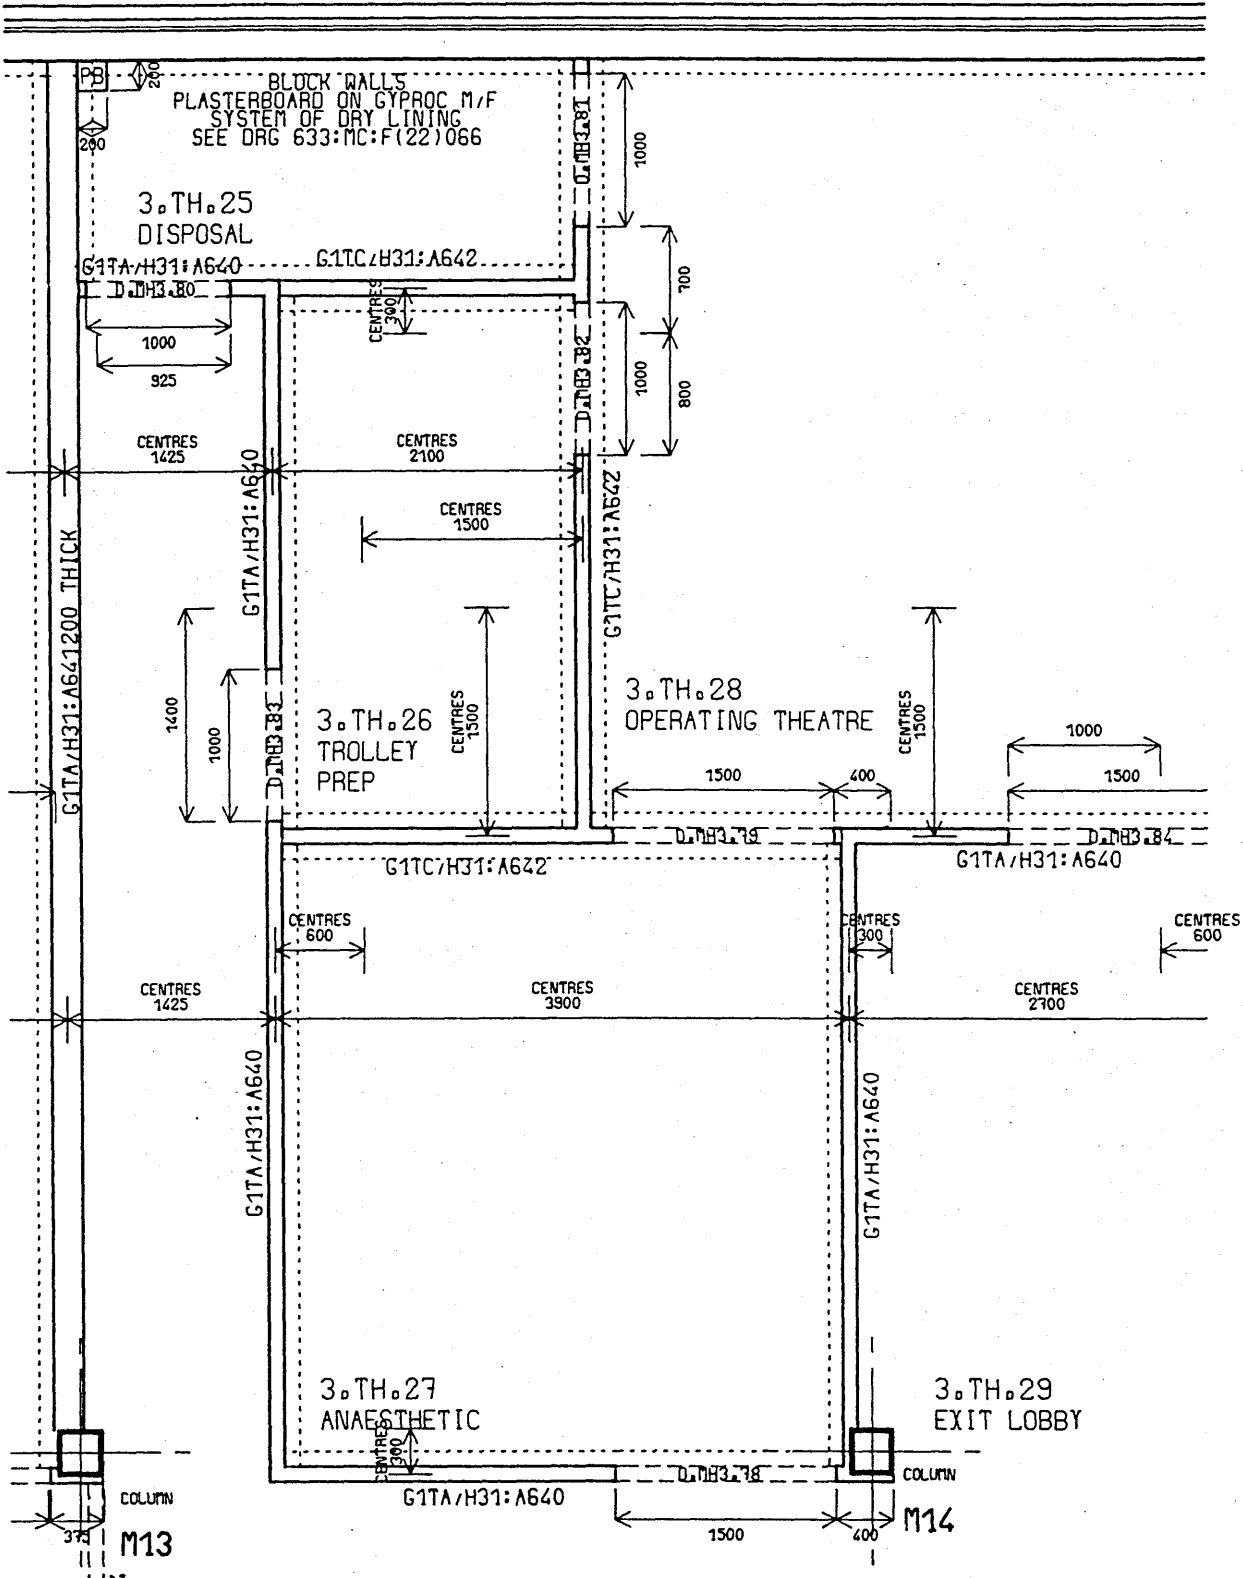 PB
200
200
BLOCK WALLS
PLASTERBOARD ON GYPROC M/F
SYSTEM OF DRY LINING
SEE DRG 633:MC:F(22)066
D.MH3.81
1000
3.TH.25
DISPOSAL
G1TA/H31:A640
G1TC/H31:A642
D.MH3.80
CENTRES
300
700
1000
925
D.MH3.82
1000
800
CENTRES
1425
CENTRES
2100
G1TA/H31:A640
CENTRES
1500
G1TC/H31:A642
G1TA/H31:A641200 THICK
1400
1000
D.MH3.83
3.TH.26
TROLLEY
PREP
CENTRES
1500
3.TH.28
OPERATING THEATRE
CENTRES
1500
1000
1500
400
1500
D.MH3.79
D.MH3.84
G1TC/H31:A642
G1TA/H31:A640
CENTRES
600
CENTRES
300
CENTRES
600
CENTRES
1425
CENTRES
3900
CENTRES
2700
G1TA/H31:A640
G1TA/H31:A640
3.TH.27
ANAESTHETIC
3.TH.29
EXIT LOBBY
CENTRES
300
D.MH3.78
COLUMN
COLUMN
G1TA/H31:A640
375
M13
1500
400
M14